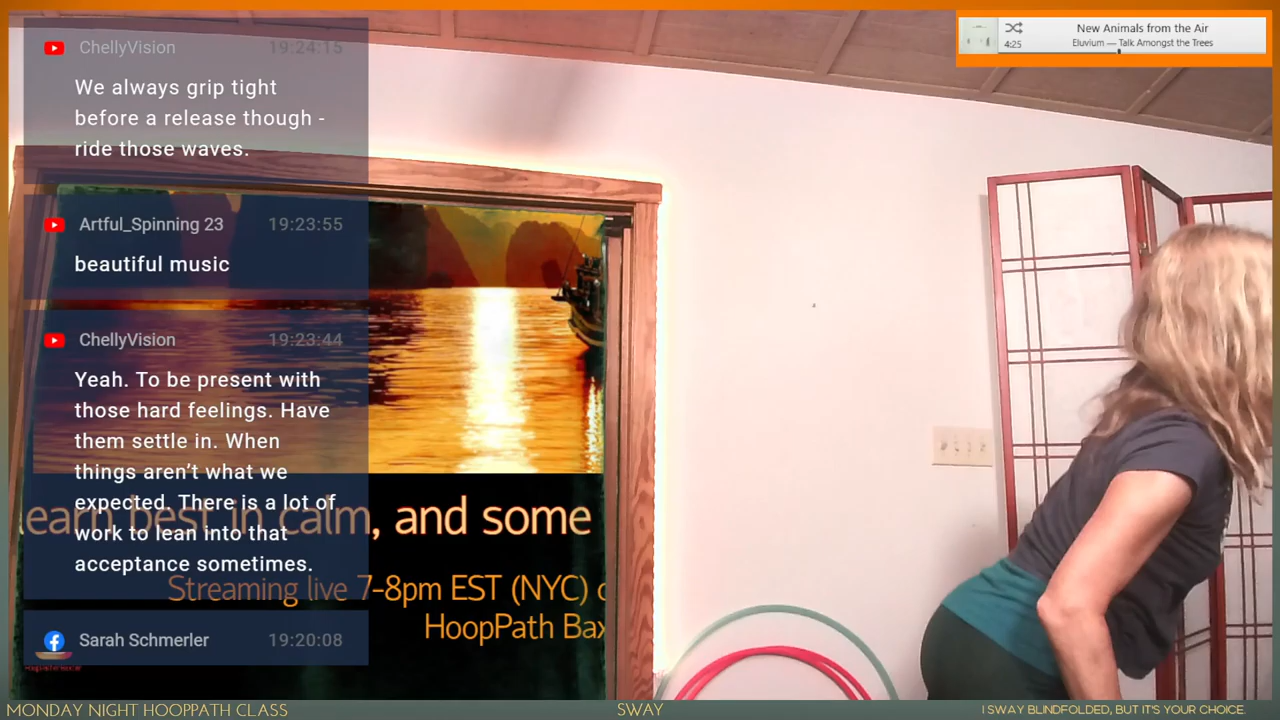 ChellyVision 19:24:15
We always grip tight
before a release though -
ride those waves.
Artful_Spinning 23 19:23:55
beautiful music
ChellyVision 19:23:44
Yeah. To be present with
those hard feelings. Have
them settle in. When
things aren’t what we
expected. There is a lot of
work to lean into that
acceptance sometimes.
Sarah Schmerler 19:20:08
New Animals from the Air
Eluvium — Talk Amongst the Trees
4:25
earn best in calm, and some
Streaming live 7-8pm EST (NYC)
HoopPath Bax
MONDAY NIGHT HOOPPATH CLASS
SWAY
I SWAY BLINDFOLDED, BUT IT'S YOUR CHOICE.